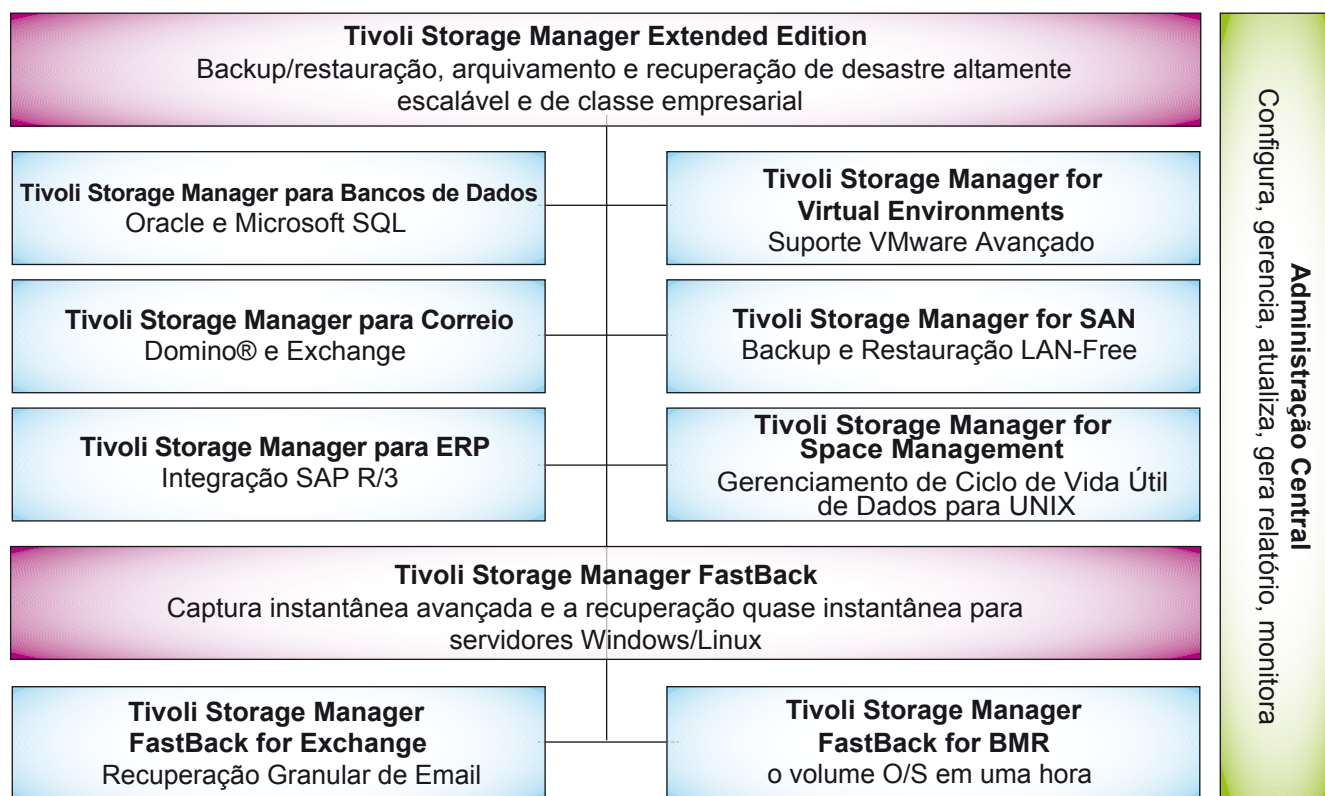 Tivoli Storage Manager Extended Edition
Backup/restauração, arquivamento e recuperação de desastre altamente
escalável e de classe empresarial
Tivoli Storage Manager para Bancos de Dados
Oracle e Microsoft SQL
Tivoli Storage Manager for
Virtual Environments
Suporte VMware Avançado
Tivoli Storage Manager para Correio
Domino® e Exchange
Tivoli Storage Manager for SAN
Backup e Restauração LAN-Free
Tivoli Storage Manager para ERP
Integração SAP R/3
Tivoli Storage Manager for
Space Management
Gerenciamento de Ciclo de Vida Útil
de Dados para UNIX
Tivoli Storage Manager FastBack
Captura instantânea avançada e a recuperação quase instantânea para
servidores Windows/Linux
Tivoli Storage Manager
FastBack for Exchange
Recuperação Granular de Email
Tivoli Storage Manager
FastBack for BMR
o volume O/S em uma hora
Administração Central
Configura, gerencia, atualiza, gera relatório, monitora